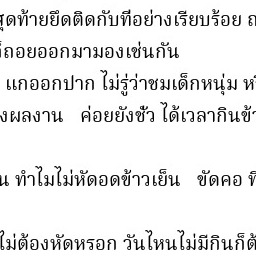 สุดท้ายยึดติดกับทีอย่างเรียบร้อย
ถอยออกมามองเช่นกัน
แกออกปาก ไม่รู่ว่าชมเด็กหนุ่ม
ผลงาน ค่อยยังชั่ว ได้เวลากินข้า
ทำไมไม่หัดอดข้าวเย็น ขัดคอ
ไม่ต้องหัดหรอก วันไหนไม่มีกินก็ต้